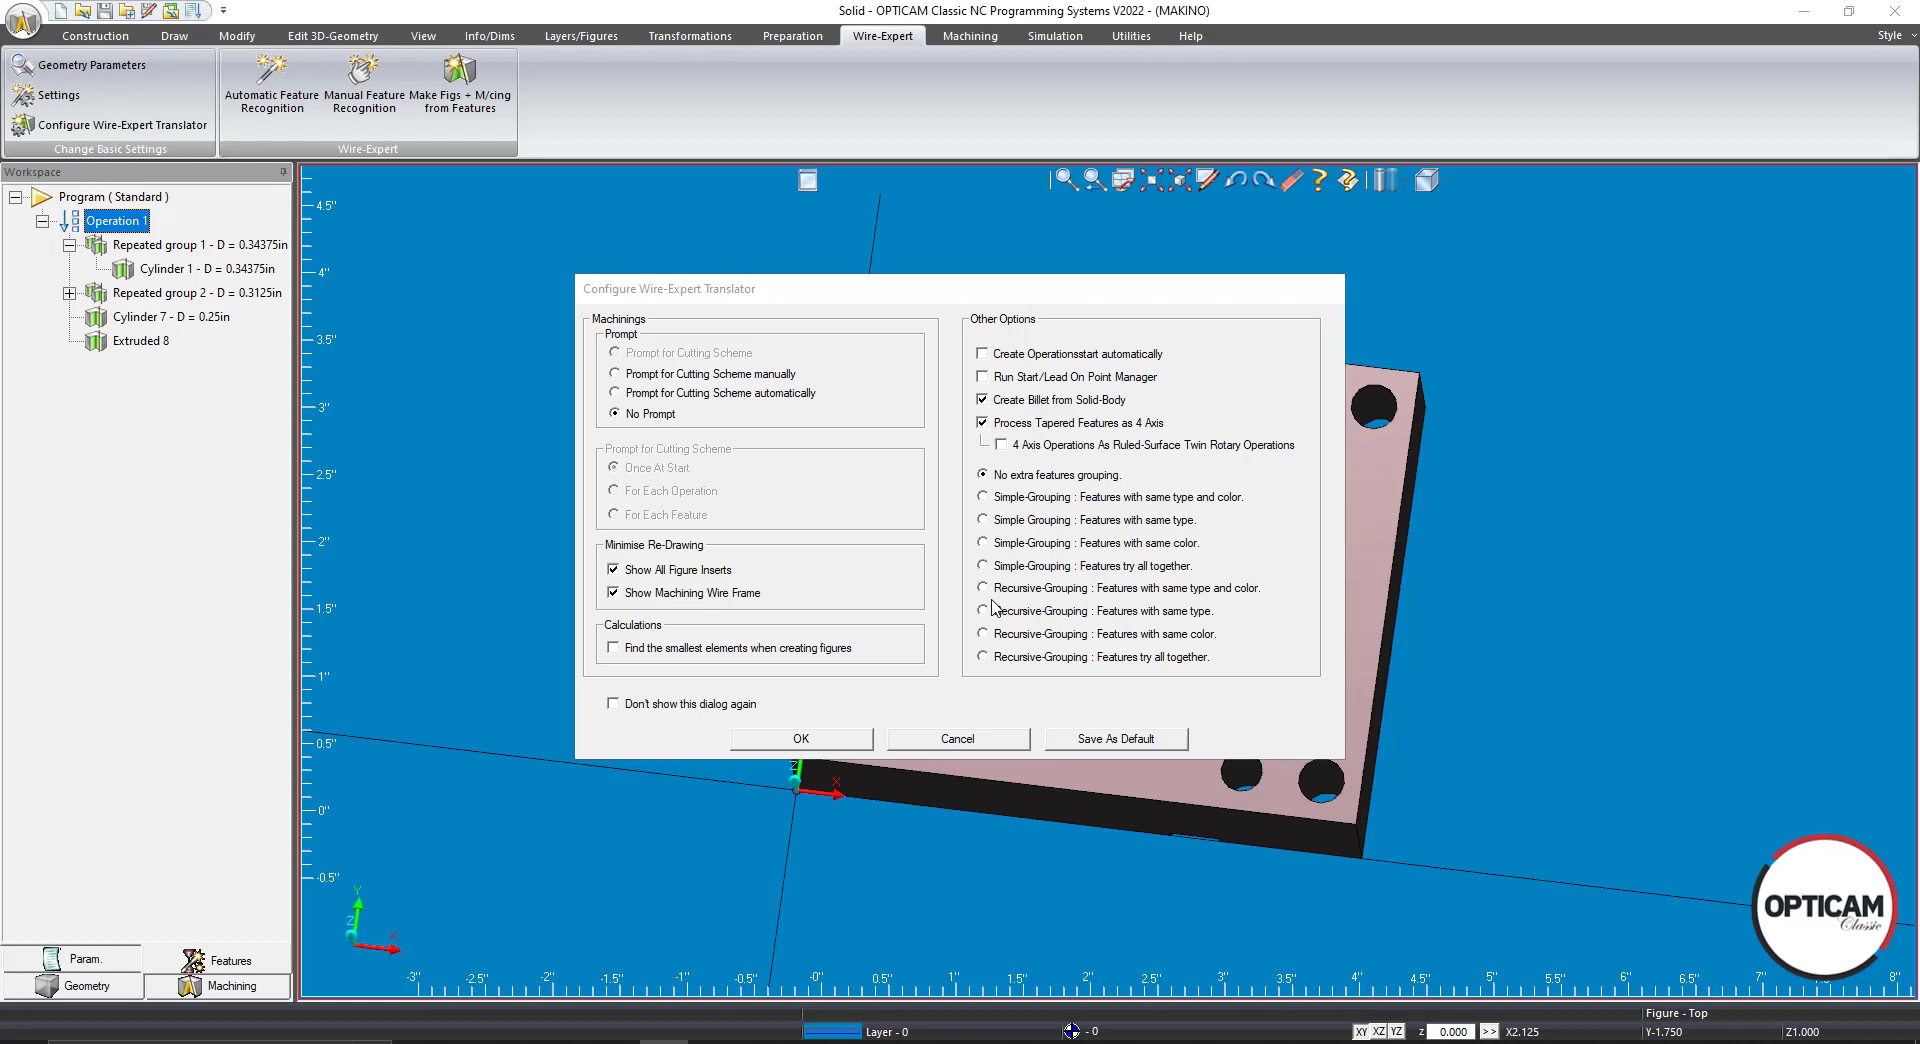 Solid - OPTICAM Classic NC Programming Systems V2022 - (MAKINO)
Construction Draw Modify Edit 3D-Geometry View Info/Dims Layers/Figures Transformations Preparation Wire-Expert Machining Simulation Utilities Help Style
Geometry Parameters
Settings
Configure Wire-Expert Translator
Change Basic Settings
Automatic Feature Recognition
Manual Feature Recognition
Make Figs + M/cing from Features
Wire-Expert
Workspace
Program ( Standard )
Operation 1
Repeated group 1 - D = 0.34375in
Cylinder 1 - D = 0.34375in
Repeated group 2 - D = 0.3125in
Cylinder 7 - D = 0.25in
Extruded 8
Param.
Features
Geometry
Machining
4.5"
4"
3.5"
3"
2.5"
2"
1.5"
1"
0.5"
0"
-0.5"
Configure Wire-Expert Translator
Machinings
Prompt
Prompt for Cutting Scheme
Prompt for Cutting Scheme manually
Prompt for Cutting Scheme automatically
No Prompt
Prompt for Cutting Scheme
Once At Start
For Each Operation
For Each Feature
Minimise Re-Drawing
Show All Figure Inserts
Show Machining Wire Frame
Calculations
Find the smallest elements when creating figures
Don't show this dialog again
Other Options
Create Operationsstart automatically
Run Start/Lead On Point Manager
Create Billet from Solid-Body
Process Tapered Features as 4 Axis
4 Axis Operations As Ruled-Surface Twin Rotary Operations
No extra features grouping.
Simple-Grouping : Features with same type and color.
Simple Grouping : Features with same type.
Simple-Grouping : Features with same color.
Simple-Grouping : Features try all together.
Recursive-Grouping : Features with same type and color.
ecursive-Grouping : Features with same type.
Recursive-Grouping : Features with same color.
Recursive-Grouping : Features try all together.
OK Cancel Save As Default
Z X
Y
Z X
-3" -2.5" -2" -1.5" -1" -0.5" -0" 0.5" 1" 1.5" 2" 2.5" 3" 3.5" 4" 4.5" 5" 5.5" 6" 6.5" 7" 8"
OPTICAM
Classic
Figure - Top
Layer - 0
- 0
XY XZ YZ z 0.000 >> X2.125 Y-1.750 Z1.000